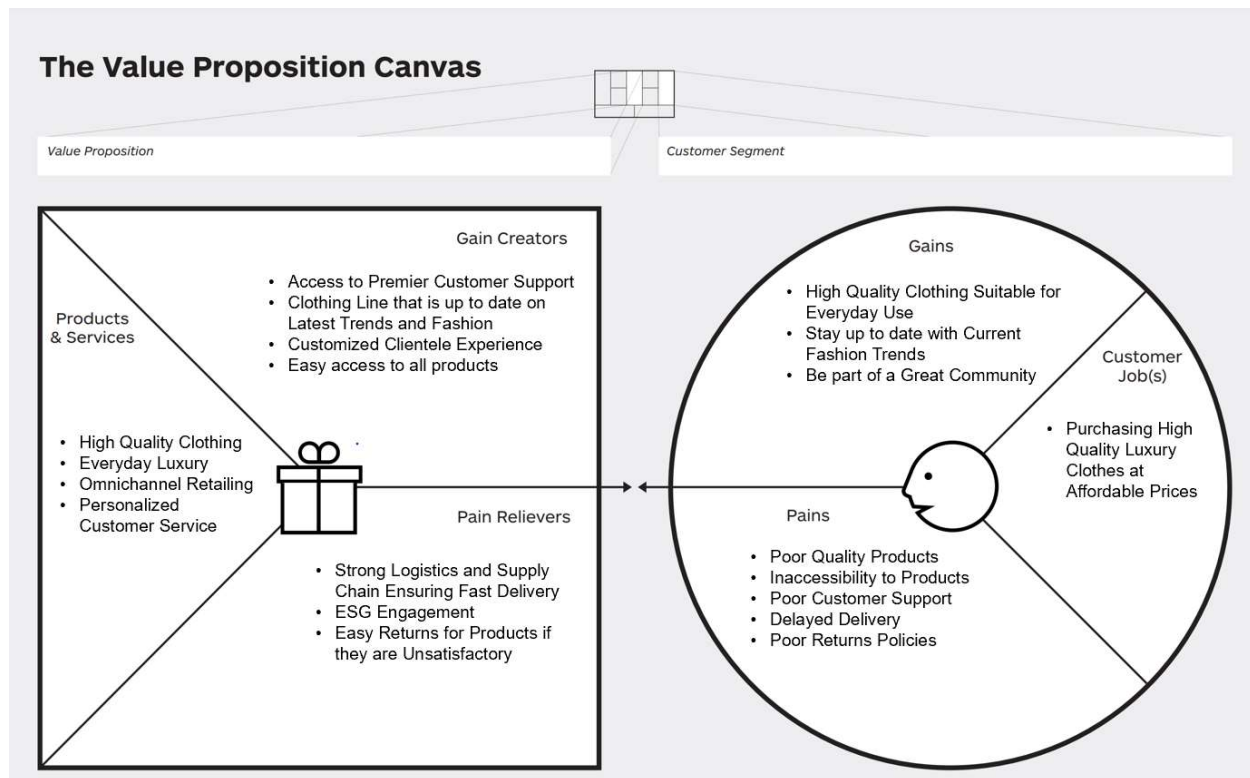 The Value Proposition Canvas
Value Proposition
Customer Segment
Gain Creators
• Access to Premier Customer Support
• Clothing Line that is up to date on
Latest Trends and Fashion
• Customized Clientele Experience
• Easy access to all products
Products
& Services
• High Quality Clothing
• Everyday Luxury
• Omnichannel Retailing
• Personalized
Customer Service
Pain Relievers
• Strong Logistics and Supply
Chain Ensuring Fast Delivery
• ESG Engagement
• Easy Returns for Products if
they are Unsatisfactory
Gains
• High Quality Clothing Suitable for
Everyday Use
• Stay up to date with Current
Fashion Trends
• Be part of a Great Community
Customer
Job(s)
• Purchasing High
Quality Luxury
Clothes at
Affordable Prices
Pains
• Poor Quality Products
• Inaccessibility to Products
• Poor Customer Support
• Delayed Delivery
• Poor Returns Policies